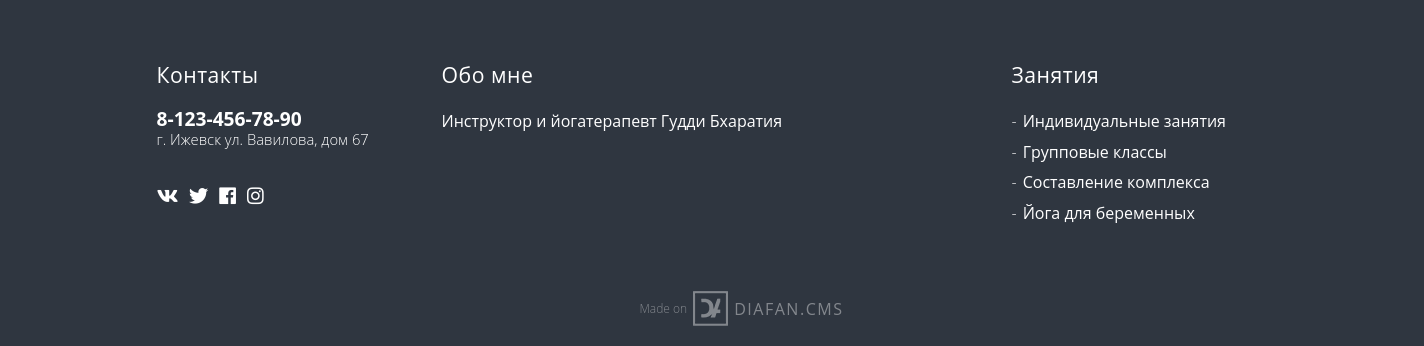 Контакты
8-123-456-78-90
г. Ижевск ул. Вавилова, дом 67
Обо мне
Инструктор и йогатерапевт Гудди Бхаратия
Занятия
- Индивидуальные занятия
- Групповые классы
- Составление комплекса
- Йога для беременных
Made on DIAFAN.CMS